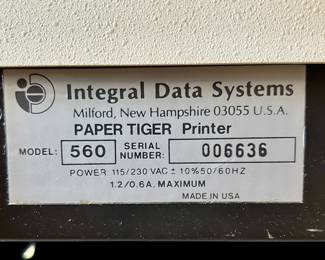 Integral Data Systems
Milford, New Hampshire 03055 U.S.A.
PAPER TIGER Printer
MODEL: 560 SERIAL NUMBER: 006636
POWER 115/230 VAC ± 10% 50/60HZ
1.2/0.6A. MAXIMUM
MADE IN USA